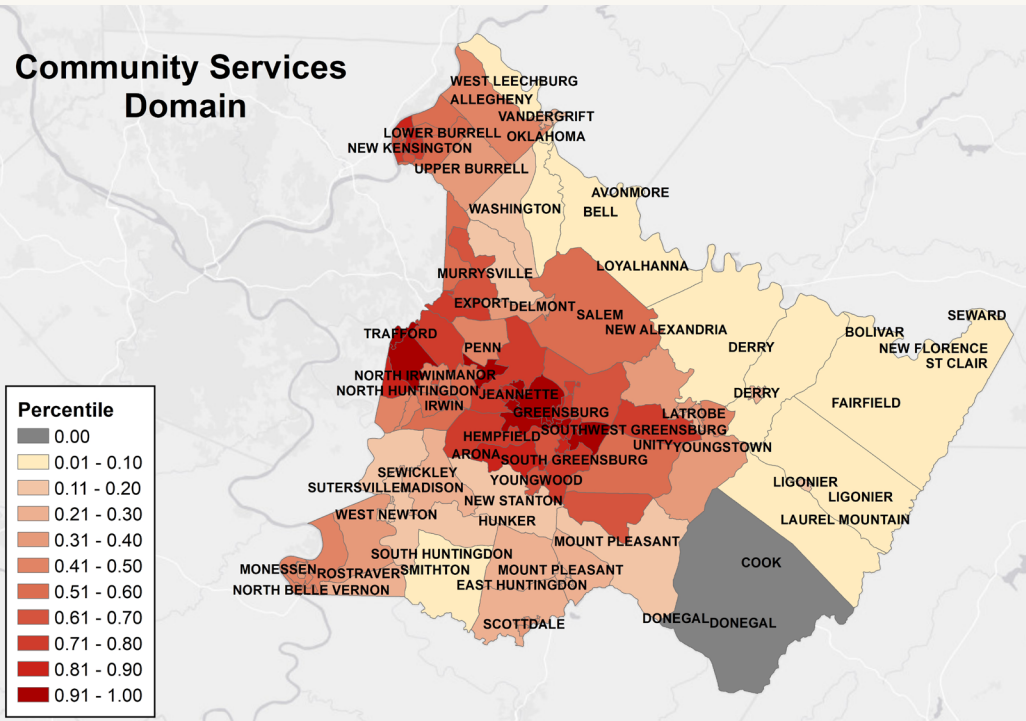 Community Services
Domain
WEST LEECHBURG
ALLEGHENY
VANDERGRIFT
LOWER BURRELL
OKLAHOMA
NEW KENSINGTON
UPPER BURRELL
AVONMORE
WASHINGTON
BELL
LOYALHANNA
MURRYSVILLE
EXPORT
DELMONT
SALEM
SEWARD
TRAFFORD
NEW ALEXANDRIA
BOLIVAR
PENN
DERRY
NEW FLORENCE
ST CLAIR
NORTH IRWIN
MANOR
NORTH HUNTINGDON
JEANNETTE
DERRY
IRWIN
GREENSBURG
LATROBE
FAIRFIELD
SOUTHWEST GREENSBURG
HEMPFIELD
UNITY
YOUNGSTOWN
ARONA
SOUTH GREENSBURG
SEWICKLEY
YOUNGWOOD
LIGONIER
SUTERSVILLE
MADISON
NEW STANTON
LIGONIER
WEST NEWTON
HUNKER
LAUREL MOUNTAIN
MOUNT PLEASANT
SOUTH HUNTINGDON
COOK
MONESSEN
ROSTRAVER
SMITHTON
MOUNT PLEASANT
NORTH BELLE VERNON
EAST HUNTINGDON
SCOTTDALE
DONEGAL
DONEGAL
Percentile
0.00
0.01 - 0.10
0.11 - 0.20
0.21 - 0.30
0.31 - 0.40
0.41 - 0.50
0.51 - 0.60
0.61 - 0.70
0.71 - 0.80
0.81 - 0.90
0.91 - 1.00